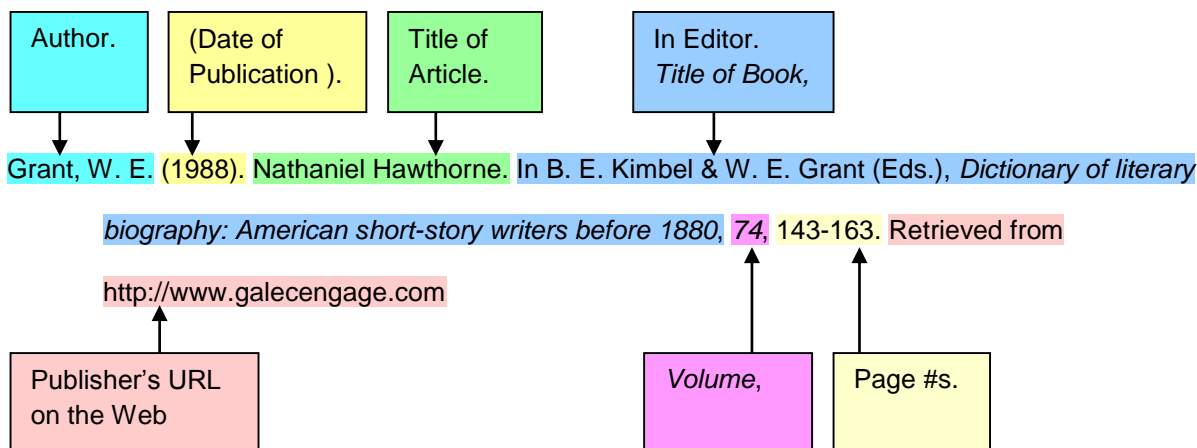 Author.
(Date of
Publication ).
Title of
Article.
In Editor.
Title of Book,
Grant, W. E. (1988). Nathaniel Hawthorne. In B. E. Kimbel & W. E. Grant (Eds.), Dictionary of literary
biography: American short-story writers before 1880, 74, 143-163. Retrieved from
http://www.galecengage.com
Publisher’s URL
on the Web
Volume,
Page #s.